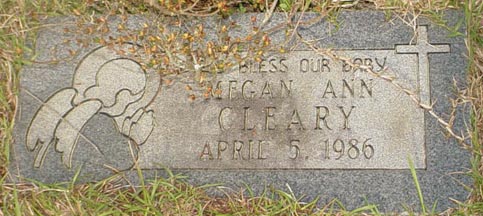 BLESS OUR BABY
MEGAN ANN
CLEARY
APRIL 5, 1986